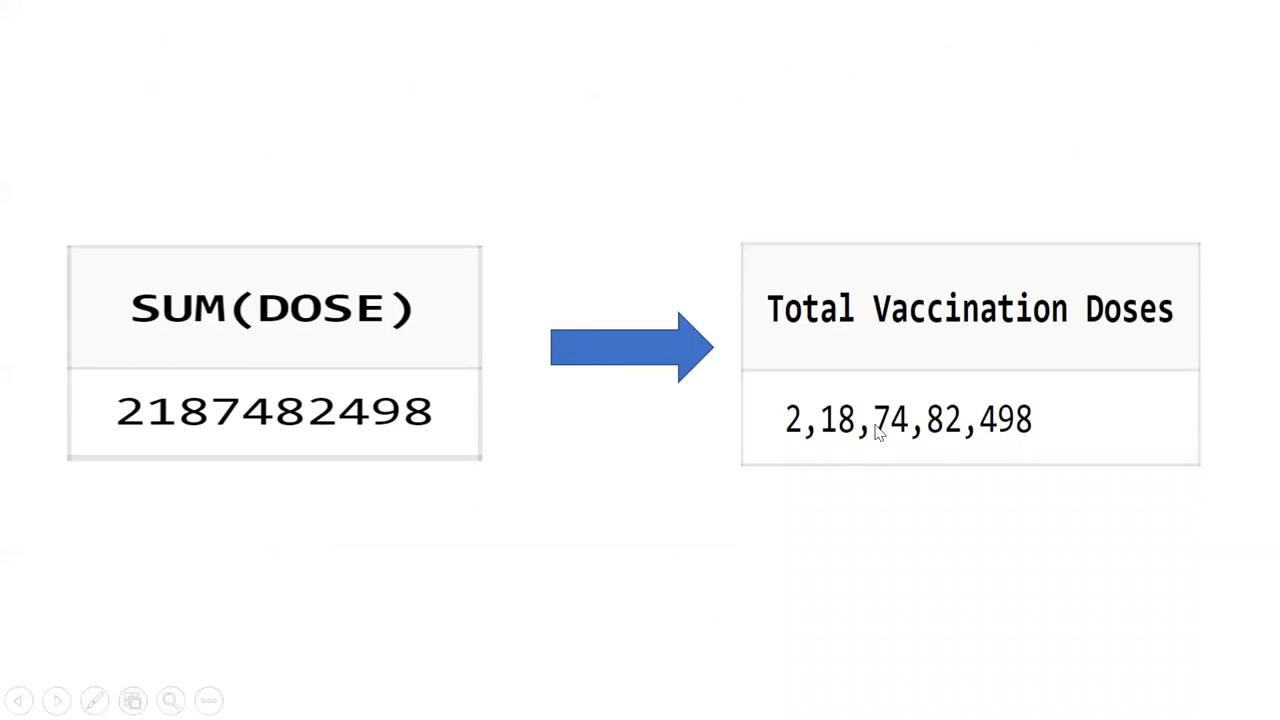 SUM(DOSE)
2187482498
Total Vaccination Doses
2,18,74,82,498